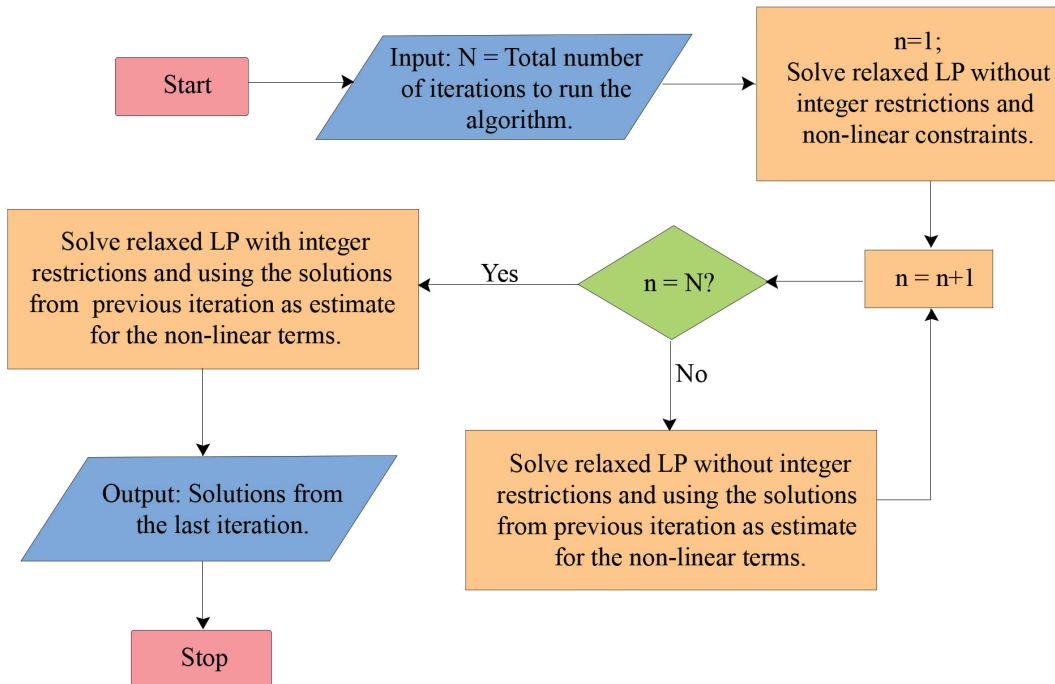 Start
Input: N = Total number
of iterations to run the
algorithm.
n=1;
Solve relaxed LP without
integer restrictions and
non-linear constraints.
n = n+1
n = N?
Yes
No
Solve relaxed LP with integer
restrictions and using the solutions
from previous iteration as estimate
for the non-linear terms.
Solve relaxed LP without integer
restrictions and using the solutions
from previous iteration as estimate
for the non-linear terms.
Output: Solutions from
the last iteration.
Stop